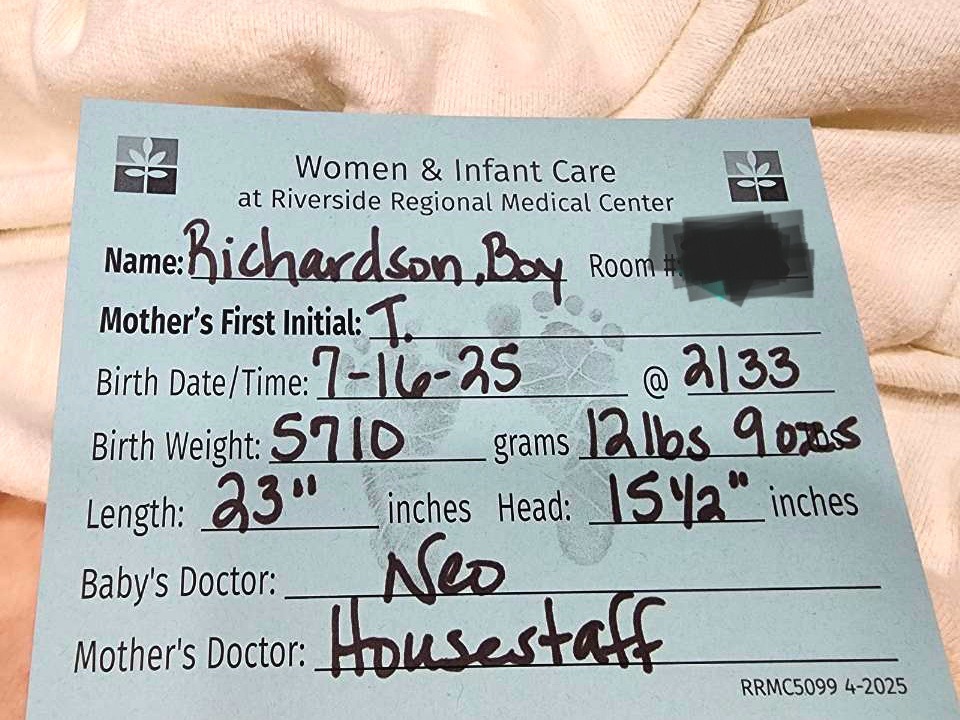 Women & Infant Care
at Riverside Regional Medical Center
Name: Richardson, Boy Room #:
Mother's First Initial: T.
Birth Date/Time: 7-16-25 @ 2133
Birth Weight: 5710 grams 12lbs 9ozs
Length: 23" inches Head: 15 1/2" inches
Baby's Doctor: Neo
Mother's Doctor: Housestaff
RRMC5099 4-2025